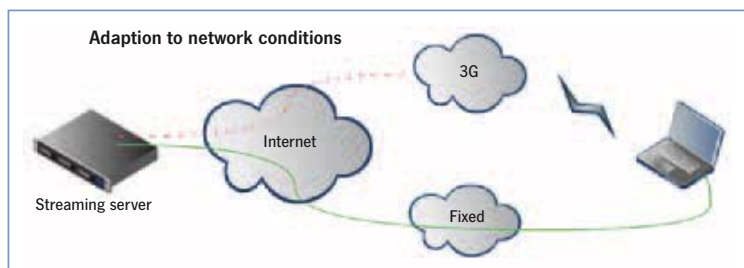 Adaption to network conditions
3G
Internet
Streaming server
Fixed